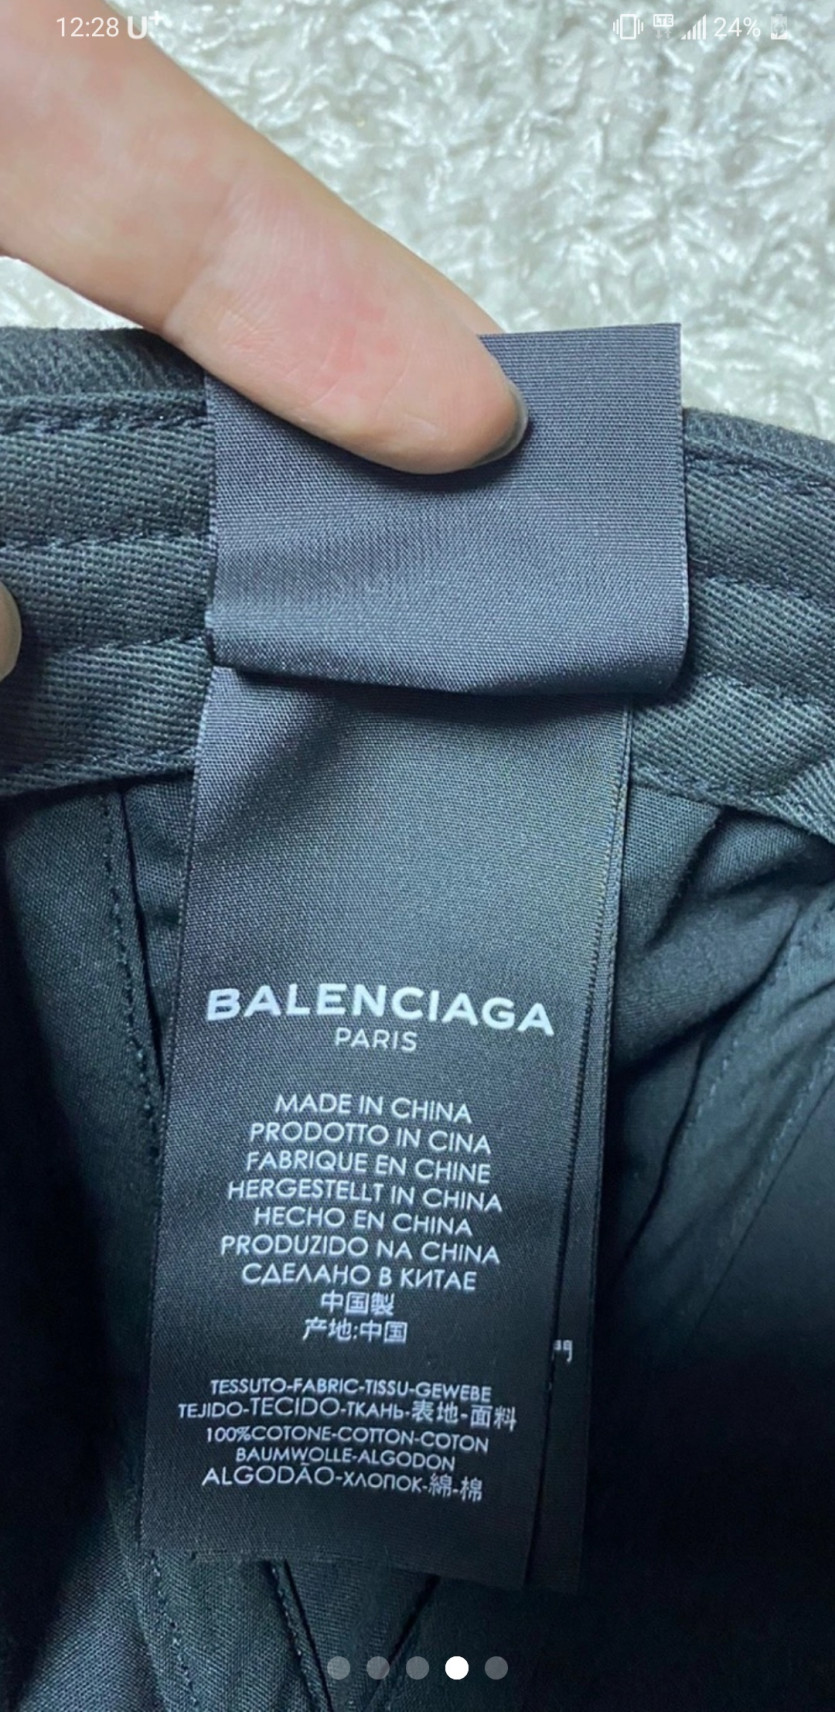 12:28 U+ LTE 24%
BALENCIAGA
PARIS
MADE IN CHINA
PRODOTTO IN CINA
FABRIQUE EN CHINE
HERGESTELLT IN CHINA
HECHO EN CHINA
PRODUZIDO NA CHINA
СДЕЛАНО В КИТАЕ
中国製
产地:中国
TESSUTO-FABRIC-TISSU-GEWEBE
TEJIDO-TECIDO-ТКАНЬ-表地-面料
100%COTONE-COTTON-COTON
BAUMWOLLE-ALGODON
ALGODÃO-ХЛОПОК-綿-棉